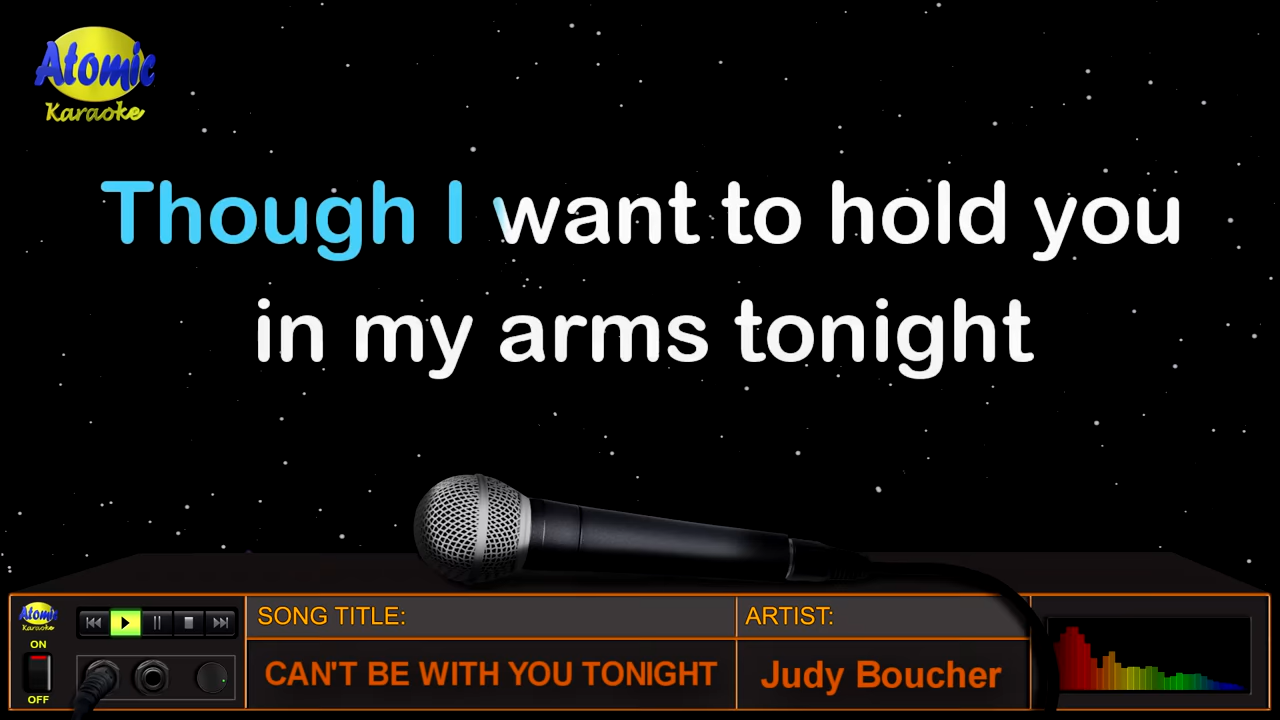 Atomic
Karaoke
Though I want to hold you
in my arms tonight
Atomic
Karaoke
ON
OFF
SONG TITLE:
CAN'T BE WITH YOU TONIGHT
ARTIST:
Judy Boucher